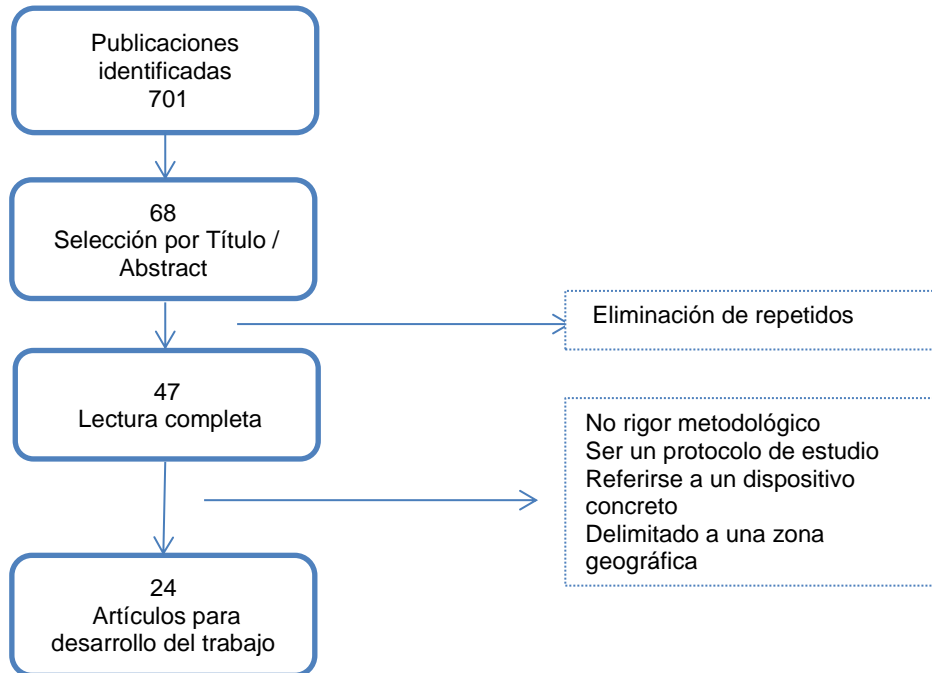 Publicaciones
identificadas
701
68
Selección por Título /
Abstract
Eliminación de repetidos
47
Lectura completa
No rigor metodológico
Ser un protocolo de estudio
Referirse a un dispositivo
concreto
Delimitado a una zona
geográfica
24
Artículos para
desarrollo del trabajo